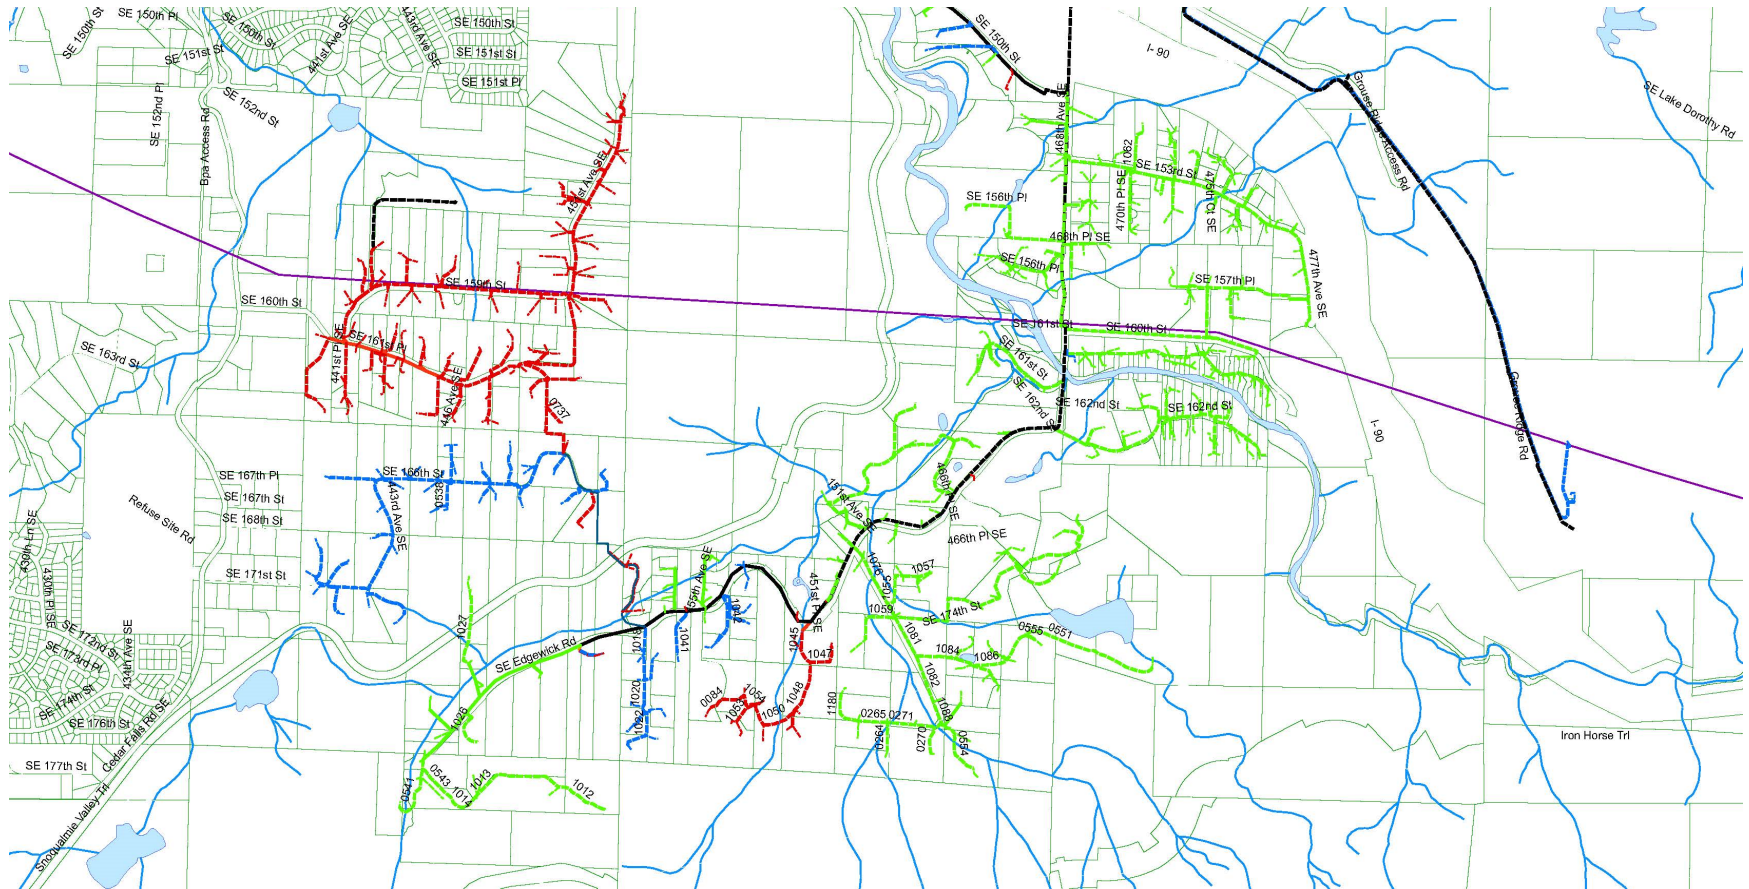 SE 150th St
SE 150th Pl
SE 150th St
441st Ave SE
443rd Ave SE
SE 150th St
SE 151st St
SE 151st St
SE 151st Pl
SE 152nd Pl
SE 152nd St
Bpa Access Rd
SE 150th St
I- 90
Grouse Ridge Access Rd
SE Lake Dorothy Rd
468th Ave SE
1062
SE 153rd St
475th Ct SE
470th Pl SE
SE 156th Pl
468th Pl SE
SE 156th Pl
477th Ave SE
SE 157th Pl
451st Ave SE
SE 159th St
SE 160th St
SE 161st St
SE 160th St
SE 161st Pl
441st Pl SE
SE 163rd St
SE 161st St
SE 162nd St
SE 162nd St
SE 162nd St
446 Ave SE
0737
Grouse Ridge Rd
I- 90
SE 167th Pl
SE 166th St
0538
SE 167th St
SE 168th St
443rd Ave SE
Refuse Site Rd
466th Pl SE
151st Ave SE
430th Ln SE
466th Pl SE
SE 171st St
430th Pl SE
455th Ave SE
451st Pl SE
1076
1057
1059
SE 174th St
0555
0551
1027
SE 172nd St
SE 173rd Pl
434th Ave SE
SE Edgewick Rd
1018
1041
1045
1047
1081
1084
1086
1082
SE 174th St
SE 176th St
1026
1020
1022
0084
1054
1050
1048
1180
0265
0271
0264
0270
0554
Iron Horse Trl
SE 177th St
Cedar Falls Rd SE
Snoqualmie Valley Trl
0541
0543
1014
1013
1012